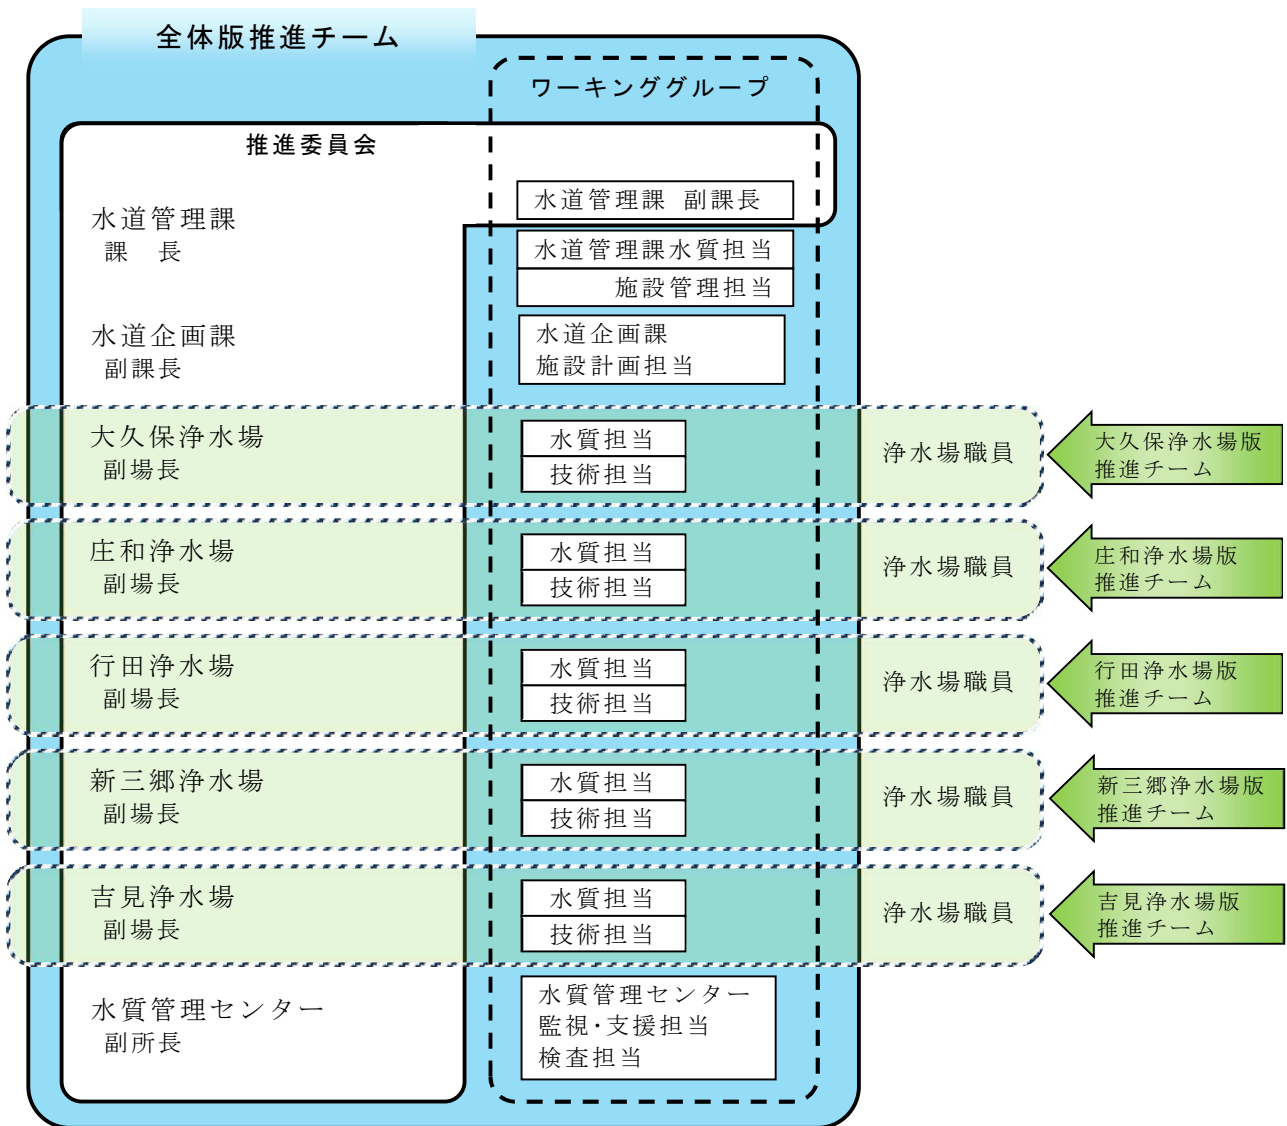 全体版推進チーム
ワーキンググループ
推進委員会
水道管理課
課　長
水道管理課 副課長
水道管理課水質担当
施設管理担当
水道企画課
副課長
水道企画課
施設計画担当
大久保浄水場
副場長
水質担当
技術担当
浄水場職員
大久保浄水場版
推進チーム
庄和浄水場
副場長
水質担当
技術担当
浄水場職員
庄和浄水場版
推進チーム
行田浄水場
副場長
水質担当
技術担当
浄水場職員
行田浄水場版
推進チーム
新三郷浄水場
副場長
水質担当
技術担当
浄水場職員
新三郷浄水場版
推進チーム
吉見浄水場
副場長
水質担当
技術担当
浄水場職員
吉見浄水場版
推進チーム
水質管理センター
副所長
水質管理センター
監視・支援担当
検査担当